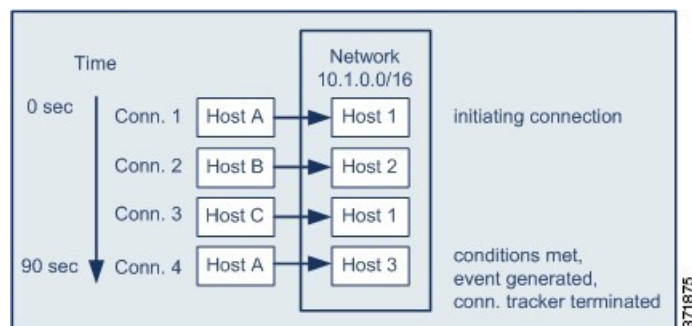 Time
Network
10.1.0.0/16
0 sec
Conn. 1 Host A Host 1 initiating connection
Conn. 2 Host B Host 2
Conn. 3 Host C Host 1
90 sec Conn. 4 Host A Host 3
conditions met,
event generated,
conn. tracker terminated
371875